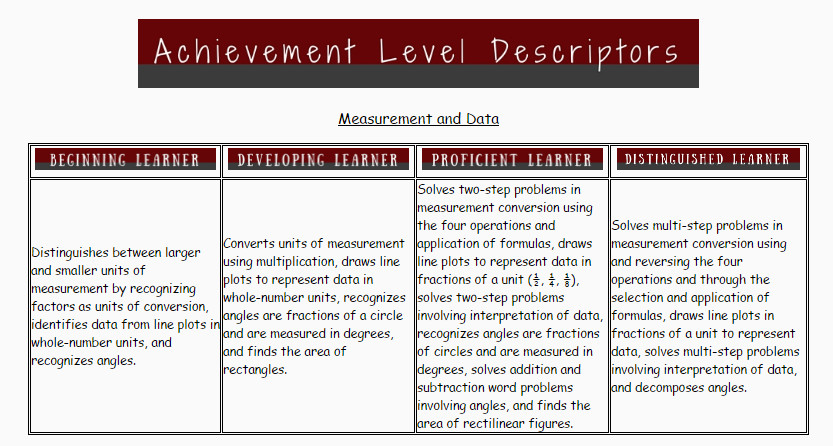 Achievement Level Descriptors
Measurement and Data
BEGINNING LEARNER
DEVELOPING LEARNER
PROFICIENT LEARNER
DISTINGUISHED LEARNER
Distinguishes between larger
and smaller units of
measurement by recognizing
factors as units of conversion,
identifies data from line plots in
whole-number units, and
recognizes angles.
Converts units of measurement
using multiplication, draws line
plots to represent data in
whole-number units, recognizes
angles are fractions of a circle
and are measured in degrees,
and finds the area of
rectangles.
Solves two-step problems in
measurement conversion using
the four operations and
application of formulas, draws
line plots to represent data in
fractions of a unit (1/2, 1/4, 1/8),
solves two-step problems
involving interpretation of data,
recognizes angles are fractions
of circles and are measured in
degrees, solves addition and
subtraction word problems
involving angles, and finds the
area of rectilinear figures.
Solves multi-step problems in
measurement conversion using
and reversing the four
operations and through the
selection and application of
formulas, draws line plots in
fractions of a unit to represent
data, solves multi-step problems
involving interpretation of data,
and decomposes angles.